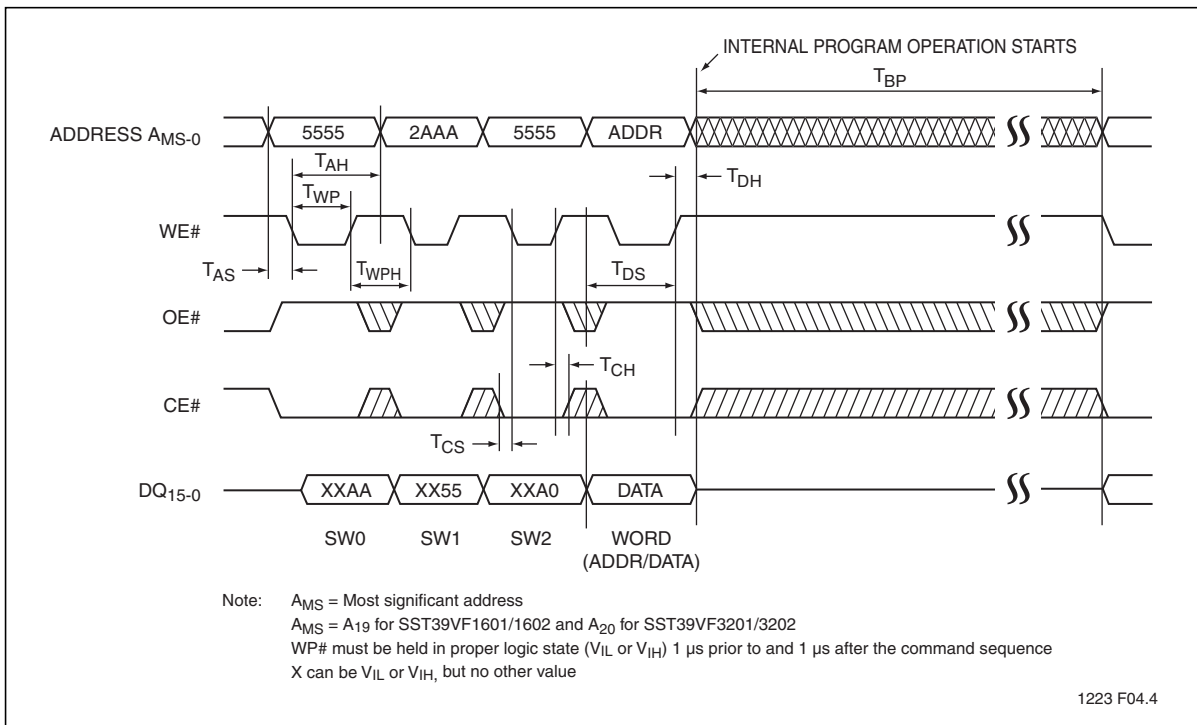 INTERNAL PROGRAM OPERATION STARTS
TBP
ADDRESS AMS-0
5555
2AAA
5555
ADDR
TAH
TDH
TWP
WE#
TAS
TWPH
TDS
OE#
TCH
CE#
TCS
DQ15-0
XXAA
XX55
XXA0
DATA
SW0
SW1
SW2
WORD
(ADDR/DATA)
Note: AMS = Most significant address
AMS = A19 for SST39VF1601/1602 and A20 for SST39VF3201/3202
WP# must be held in proper logic state (VIL or VIH) 1 µs prior to and 1 µs after the command sequence
X can be VIL or VIH, but no other value
1223 F04.4